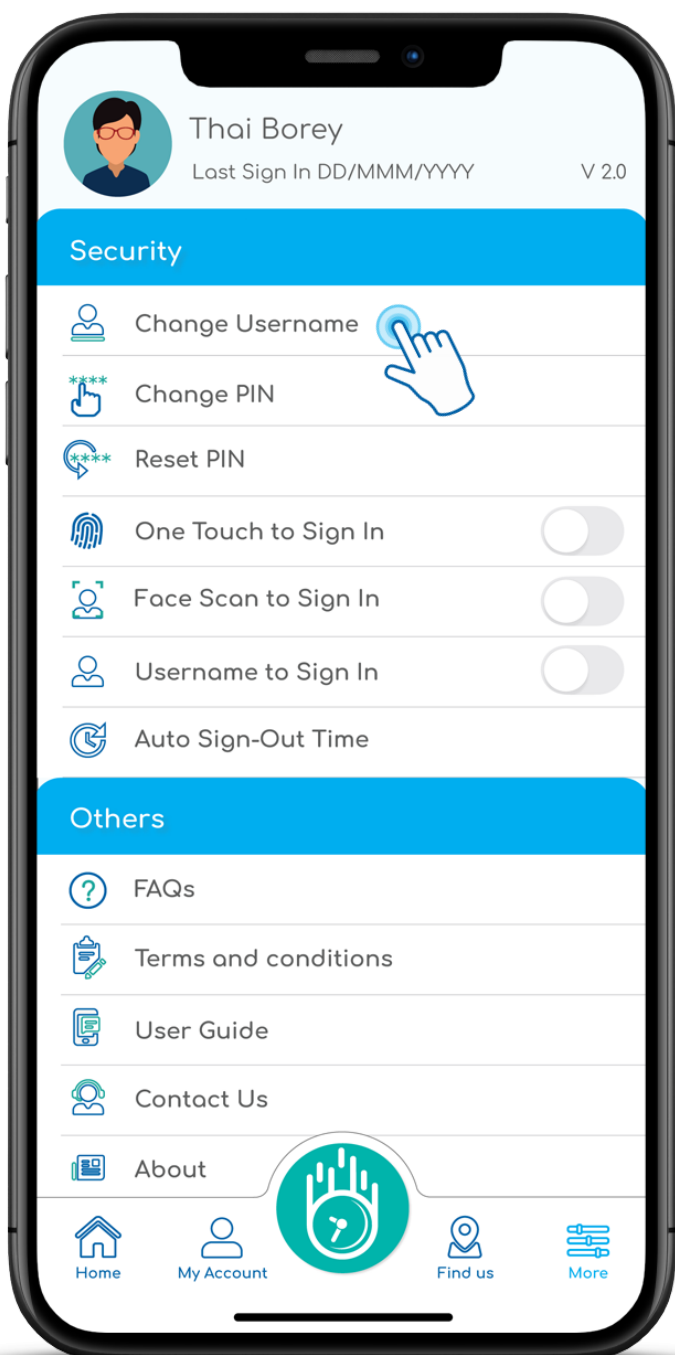 Thai Borey
Last Sign In DD/MMM/YYYY V 2.0
Security
Change Username
****
Change PIN
****
Reset PIN
One Touch to Sign In
Face Scan to Sign In
Username to Sign In
Auto Sign-Out Time
Others
?
FAQs
Terms and conditions
User Guide
Contact Us
About
Home My Account Find us More